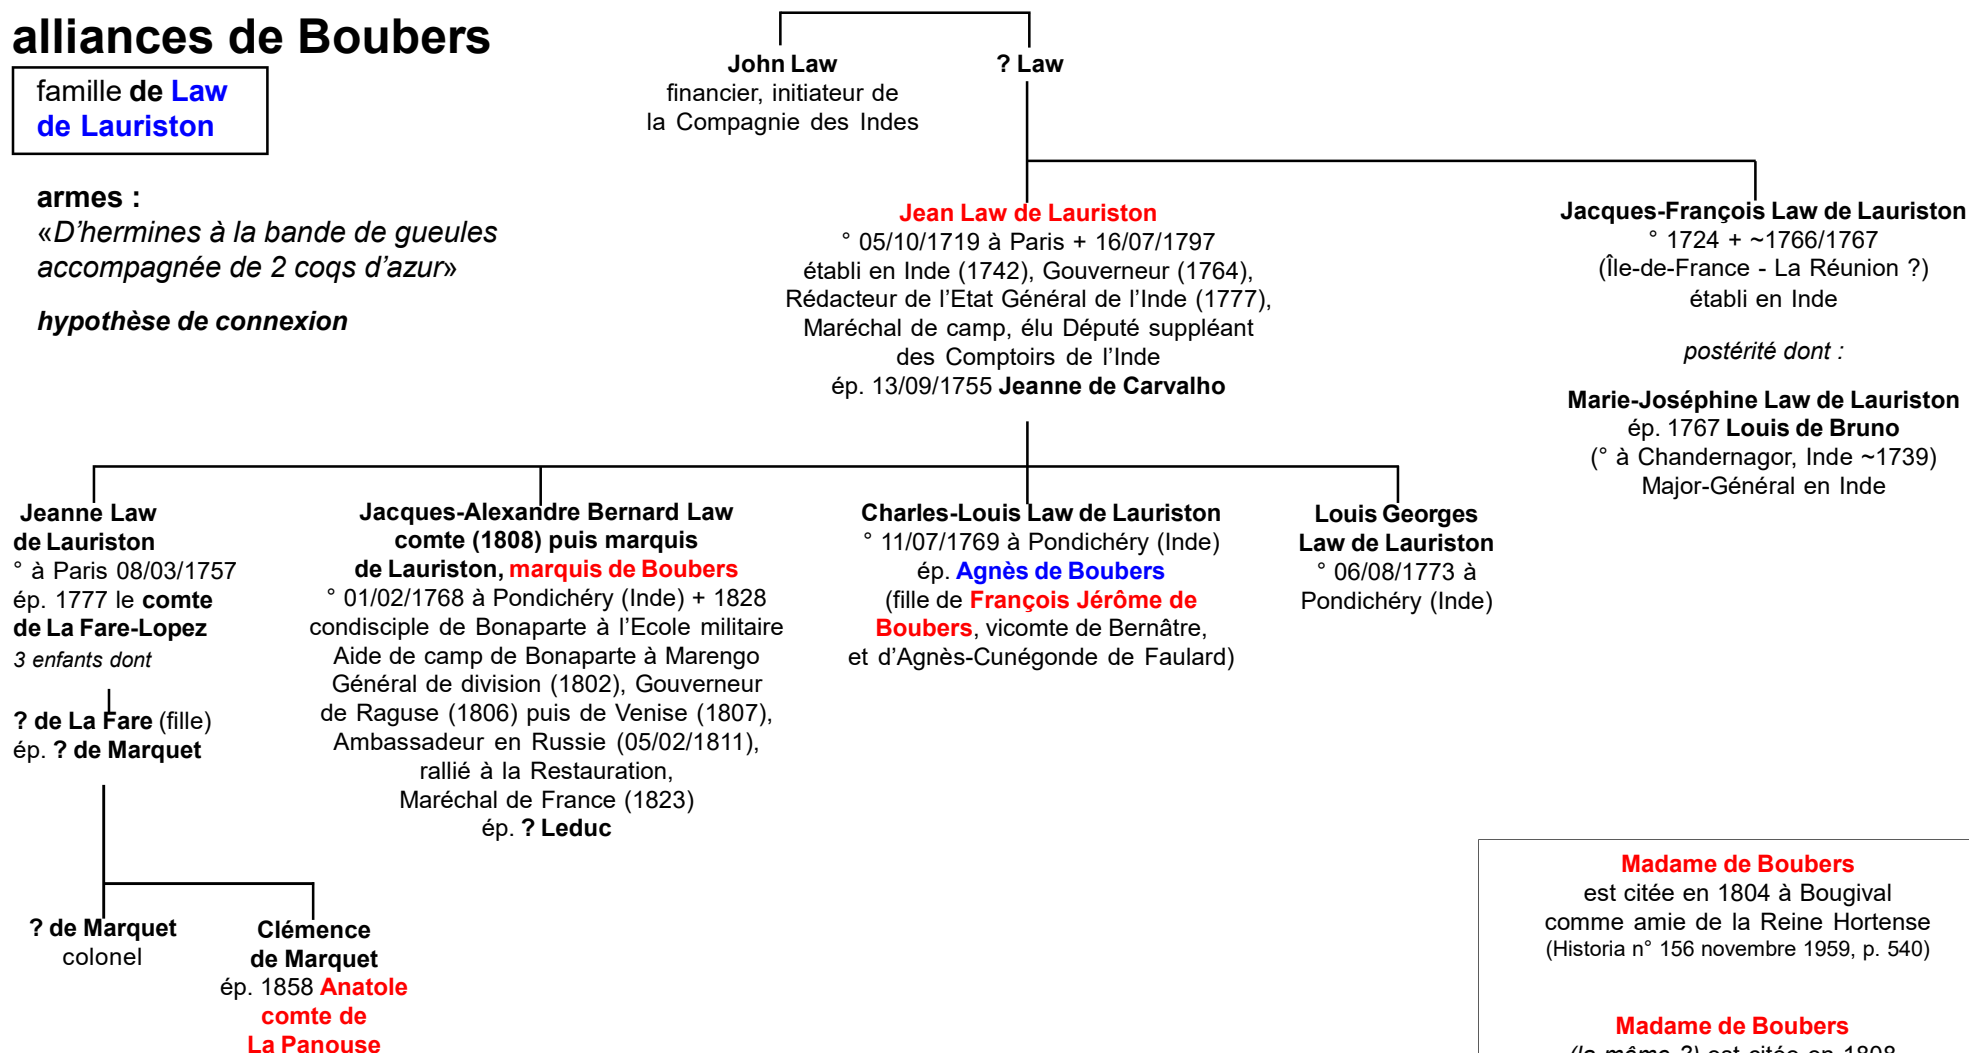 alliances de Boubers
famille de Law
de Lauriston
armes :
«D'hermines à la bande de gueules
accompagnée de 2 coqs d'azur»
hypothèse de connexion
John Law
financier, initiateur de
la Compagnie des Indes
? Law
Jean Law de Lauriston
° 05/10/1719 à Paris + 16/07/1797
établi en Inde (1742), Gouverneur (1764),
Rédacteur de l'Etat Général de l'Inde (1777),
Maréchal de camp, élu Député suppléant
des Comptoirs de l'Inde
ép. 13/09/1755 Jeanne de Carvalho
Jacques-François Law de Lauriston
° 1724 + ~1766/1767
(Île-de-France - La Réunion ?)
établi en Inde
postérité dont :
Marie-Joséphine Law de Lauriston
ép. 1767 Louis de Bruno
(° à Chandernagor, Inde ~1739)
Major-Général en Inde
Jeanne Law
de Lauriston
° à Paris 08/03/1757
ép. 1777 le comte
de La Fare-Lopez
3 enfants dont
? de La Fare (fille)
ép. ? de Marquet
Jacques-Alexandre Bernard Law
comte (1808) puis marquis
de Lauriston, marquis de Boubers
° 01/02/1768 à Pondichéry (Inde) + 1828
condisciple de Bonaparte à l'Ecole militaire
Aide de camp de Bonaparte à Marengo
Général de division (1802), Gouverneur
de Raguse (1806) puis de Venise (1807),
Ambassadeur en Russie (05/02/1811),
rallié à la Restauration,
Maréchal de France (1823)
ép. ? Leduc
Charles-Louis Law de Lauriston
° 11/07/1769 à Pondichéry (Inde)
ép. Agnès de Boubers
(fille de François Jérôme de
Boubers, vicomte de Bernâtre,
et d'Agnès-Cunégonde de Faulard)
Louis Georges
Law de Lauriston
° 06/08/1773 à
Pondichéry (Inde)
? de Marquet
colonel
Clémence
de Marquet
ép. 1858 Anatole
comte de
La Panouse
Madame de Boubers
est citée en 1804 à Bougival
comme amie de la Reine Hortense
(Historia n° 156 novembre 1959, p. 540)
Madame de Boubers
(la même ?) est citée en 1808